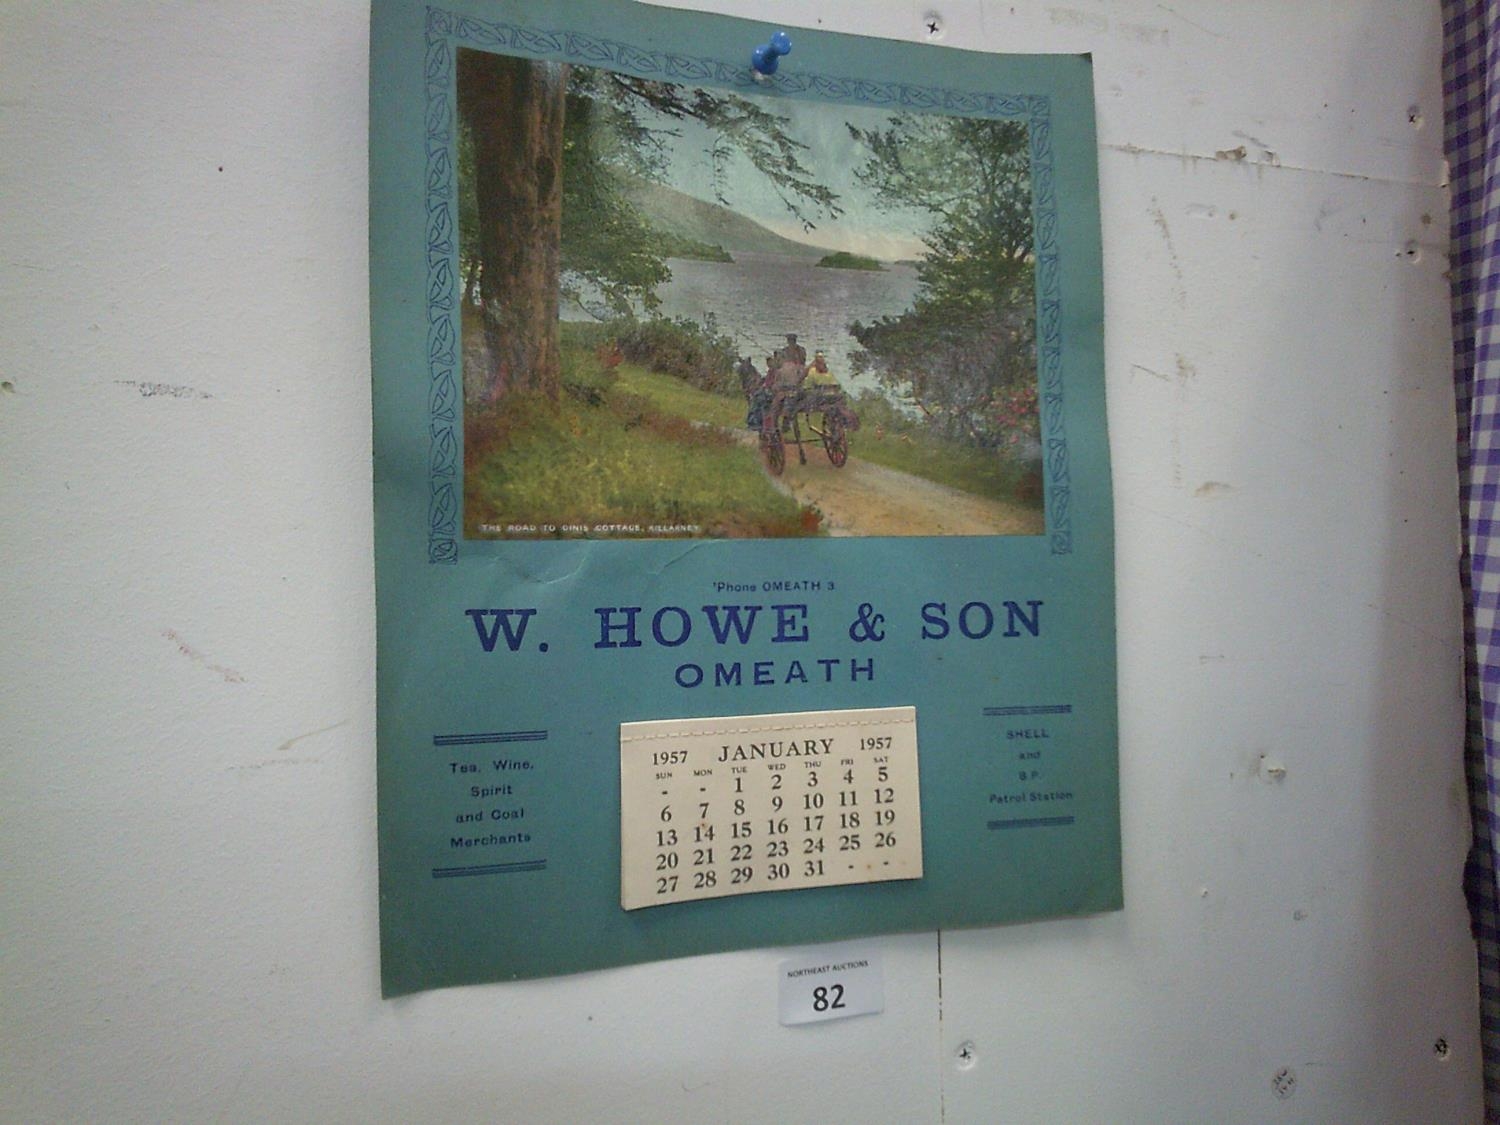 THE ROAD TO DINIS COTTAGE, KILLARNEY
'Phone OMEATH 3
W. HOWE & SON
OMEATH
Tea, Wine,
Spirit
and Coal
Merchants
SHELL
and
B.P.
Patrol Station
1957 JANUARY 1957
SUN MON TUE WED THU FRI SAT
- - 1 2 3 4 5
6 7 8 9 10 11 12
13 14 15 16 17 18 19
20 21 22 23 24 25 26
27 28 29 30 31 - -
NORTHEAST AUCTIONS
82